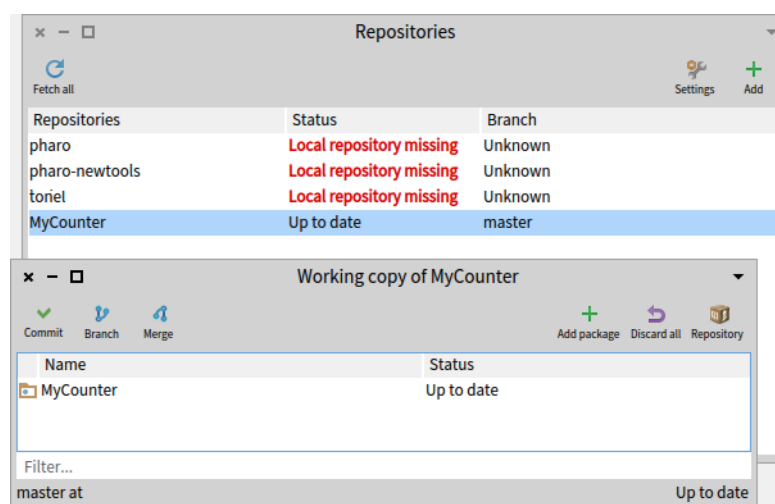 Repositories
Fetch all Settings Add
Repositories Status Branch
pharo Local repository missing Unknown
pharo-newtools Local repository missing Unknown
tonel Local repository missing Unknown
MyCounter Up to date master
Working copy of MyCounter
Commit Branch Merge Add package Discard all Repository
Name Status
MyCounter Up to date
Filter...
master at Up to date